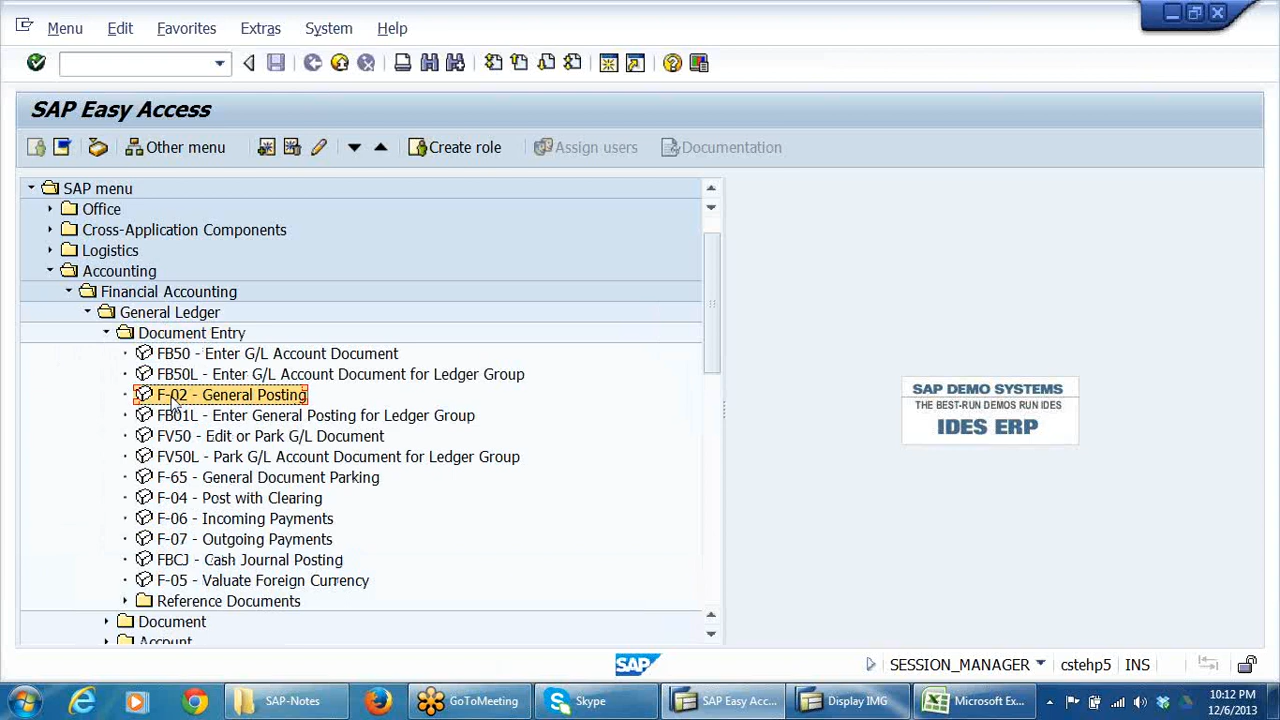 Menu Edit Favorites Extras System Help
SAP Easy Access
Other menu Create role Assign users Documentation
SAP menu
Office
Cross-Application Components
Logistics
Accounting
Financial Accounting
General Ledger
Document Entry
FB50 - Enter G/L Account Document
FB50L - Enter G/L Account Document for Ledger Group
F-02 - General Posting
FB01L - Enter General Posting for Ledger Group
FV50 - Edit or Park G/L Document
FV50L - Park G/L Account Document for Ledger Group
F-65 - General Document Parking
F-04 - Post with Clearing
F-06 - Incoming Payments
F-07 - Outgoing Payments
FBCJ - Cash Journal Posting
F-05 - Valuate Foreign Currency
Reference Documents
Document
Account
SAP DEMO SYSTEMS
THE BEST-RUN DEMOS RUN IDES
IDES ERP
SAP SESSION_MANAGER cstehp5 INS
SAP-Notes GoToMeeting Skype SAP Easy Acc... Display IMG Microsoft Ex... 10:12 PM
12/6/2013